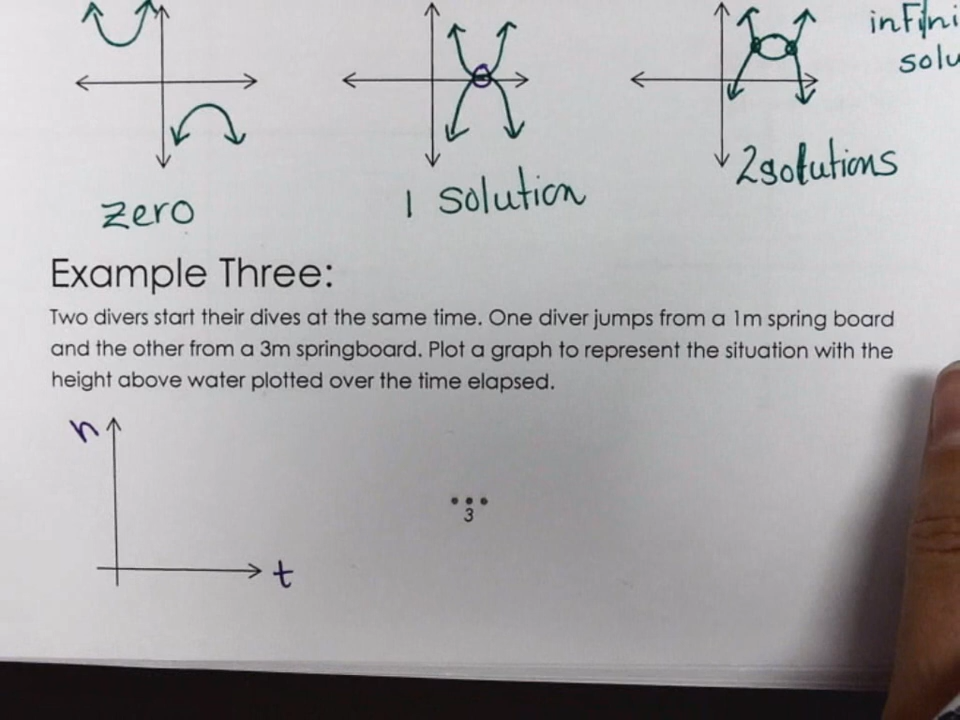 infini
solu
zero
1 solution
2 solutions
Example Three:
Two divers start their dives at the same time. One diver jumps from a 1m spring board
and the other from a 3m springboard. Plot a graph to represent the situation with the
height above water plotted over the time elapsed.
h
t
3